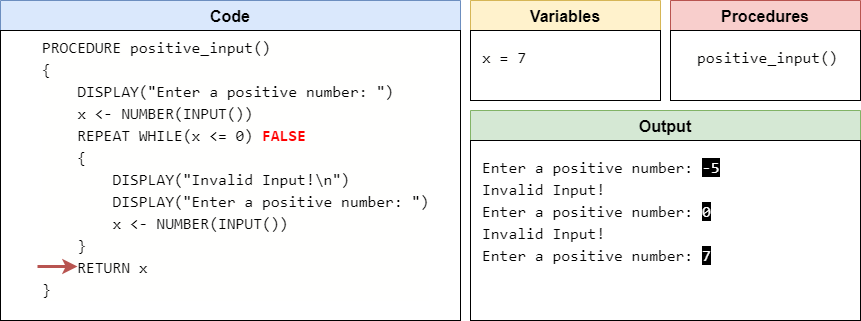 Code
PROCEDURE positive_input()
{
DISPLAY("Enter a positive number: ")
x <- NUMBER(INPUT())
REPEAT WHILE(x <= 0) FALSE
{
DISPLAY("Invalid Input!\n")
DISPLAY("Enter a positive number: ")
x <- NUMBER(INPUT())
}
RETURN x
}
Variables
x = 7
Procedures
positive_input()
Output
Enter a positive number: -5
Invalid Input!
Enter a positive number: 0
Invalid Input!
Enter a positive number: 7